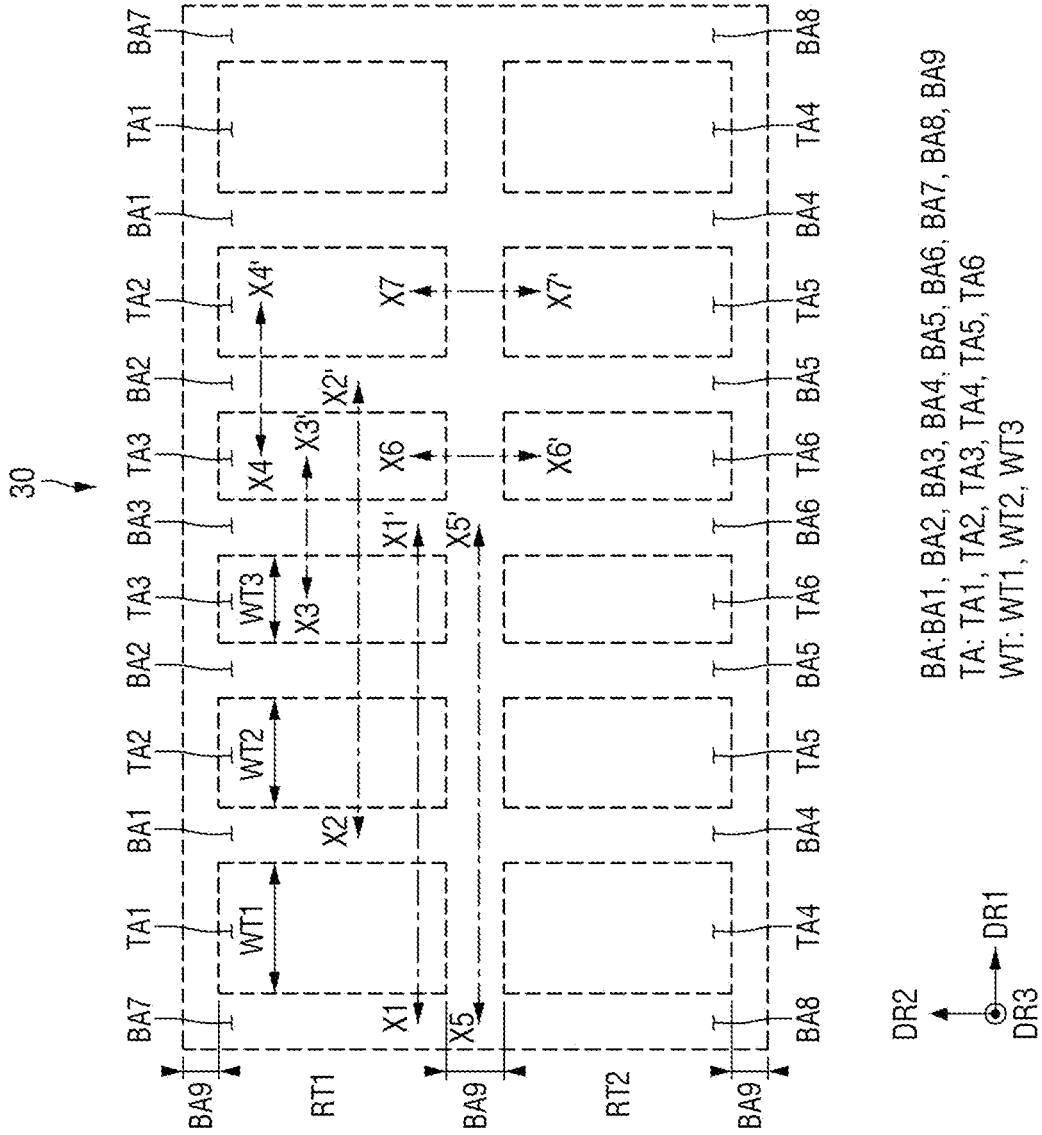 30
BA7 TA1 BA1 TA2 BA2 TA3 BA3 TA3 BA2 TA2 BA1 TA1 BA7
BA9
WT1 WT2 WT3 X4 X4'
X3 X3'
RT1
X2 X2'
X1 X1' X6 X7
BA9
X5 X5'
X6' X7'
RT2
BA9
BA8 TA4 BA4 TA5 BA5 TA6 BA6 TA6 BA5 TA5 BA4 TA4 BA8
DR2
DR1
DR3
BA:BA1, BA2, BA3, BA4, BA5, BA6, BA7, BA8, BA9
TA: TA1, TA2, TA3, TA4, TA5, TA6
WT: WT1, WT2, WT3